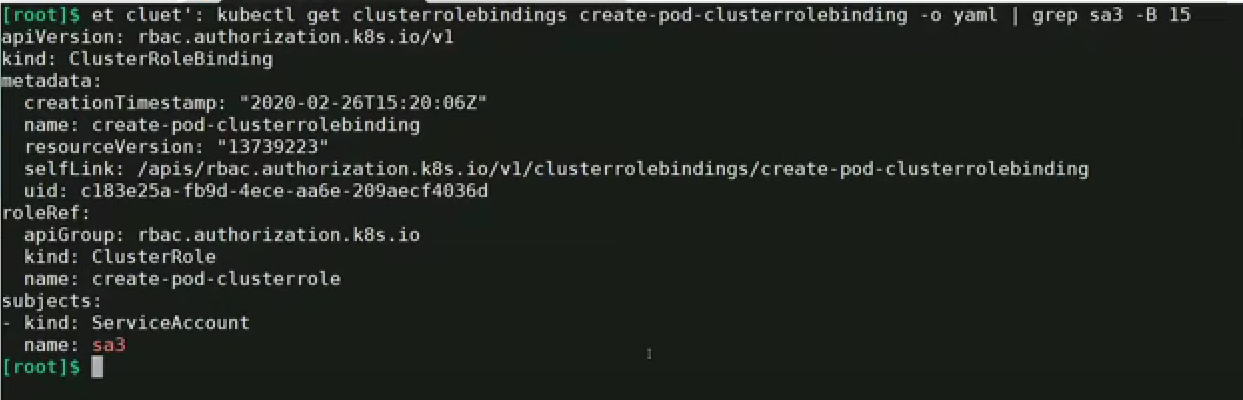 [root]$ et cluet': kubectl get clusterrolebindings create-pod-clusterrolebinding -o yaml | grep sa3 -B 15
apiVersion: rbac.authorization.k8s.io/v1
kind: ClusterRoleBinding
metadata:
  creationTimestamp: "2020-02-26T15:20:06Z"
  name: create-pod-clusterrolebinding
  resourceVersion: "13739223"
  selfLink: /apis/rbac.authorization.k8s.io/v1/clusterrolebindings/create-pod-clusterrolebinding
  uid: c183e25a-fb9d-4ece-aa6e-209aecf4036d
roleRef:
  apiGroup: rbac.authorization.k8s.io
  kind: ClusterRole
  name: create-pod-clusterrole
subjects:
- kind: ServiceAccount
  name: sa3
[root]$